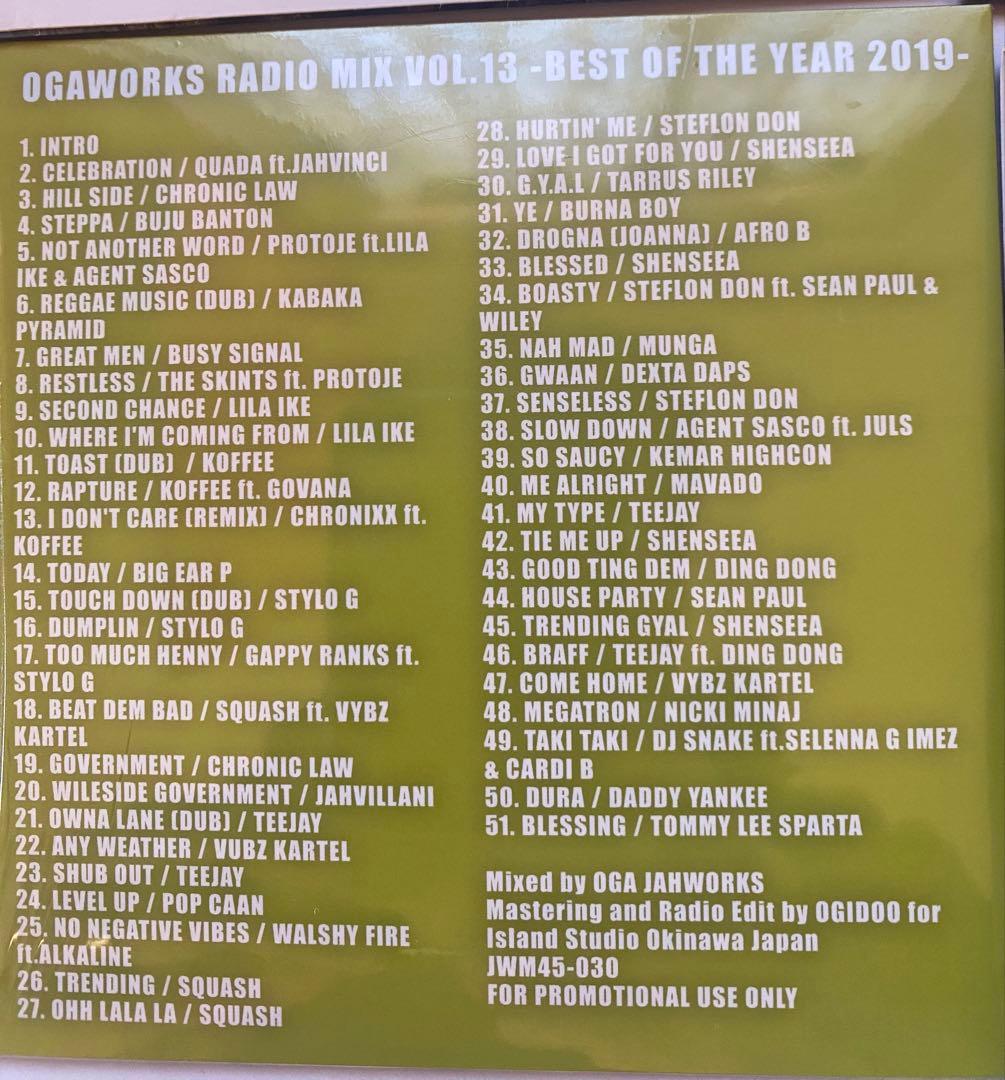 OGAWORKS RADIO MIX VOL.13 -BEST OF THE YEAR 2019-
1. INTRO
2. CELEBRATION / QUADA ft.JAHVINCI
3. HILL SIDE / CHRONIC LAW
4. STEPPA / BUJU BANTON
5. NOT ANOTHER WORD / PROTOJE ft.LILA
IKE & AGENT SASCO
6. REGGAE MUSIC (DUB) / KABAKA
PYRAMID
7. GREAT MEN / BUSY SIGNAL
8. RESTLESS / THE SKINTS ft. PROTOJE
9. SECOND CHANCE / LILA IKE
10. WHERE I'M COMING FROM / LILA IKE
11. TOAST (DUB) / KOFFEE
12. RAPTURE / KOFFEE ft. GOVANA
13. I DON'T CARE (REMIX) / CHRONIXX ft.
KOFFEE
14. TODAY / BIG EAR P
15. TOUCH DOWN (DUB) / STYLO G
16. DUMPLIN / STYLO G
17. TOO MUCH HENNY / GAPPY RANKS ft.
STYLO G
18. BEAT DEM BAD / SQUASH ft. VYBZ
KARTEL
19. GOVERNMENT / CHRONIC LAW
20. WILESIDE GOVERNMENT / JAHVILLANI
21. OWNA LANE (DUB) / TEEJAY
22. ANY WEATHER / VUBZ KARTEL
23. SHUB OUT / TEEJAY
24. LEVEL UP / POP CAAN
25. NO NEGATIVE VIBES / WALSHY FIRE
ft.ALKALINE
26. TRENDING / SQUASH
27. OHH LALA LA / SQUASH
28. HURTIN' ME / STEFLON DON
29. LOVE I GOT FOR YOU / SHENSEEA
30. G.Y.A.L / TARRUS RILEY
31. YE / BURNA BOY
32. DROGNA (JOANNA) / AFRO B
33. BLESSED / SHENSEEA
34. BOASTY / STEFLON DON ft. SEAN PAUL &
WILEY
35. NAH MAD / MUNGA
36. GWAAN / DEXTA DAPS
37. SENSELESS / STEFLON DON
38. SLOW DOWN / AGENT SASCO ft. JULS
39. SO SAUCY / KEMAR HIGHCON
40. ME ALRIGHT / MAVADO
41. MY TYPE / TEEJAY
42. TIE ME UP / SHENSEEA
43. GOOD TING DEM / DING DONG
44. HOUSE PARTY / SEAN PAUL
45. TRENDING GYAL / SHENSEEA
46. BRAFF / TEEJAY ft. DING DONG
47. COME HOME / VYBZ KARTEL
48. MEGATRON / NICKI MINAJ
49. TAKI TAKI / DJ SNAKE ft.SELENNA G IMEZ
& CARDI B
50. DURA / DADDY YANKEE
51. BLESSING / TOMMY LEE SPARTA
Mixed by OGA JAHWORKS
Mastering and Radio Edit by OGIDOO for
Island Studio Okinawa Japan
JWM45-030
FOR PROMOTIONAL USE ONLY